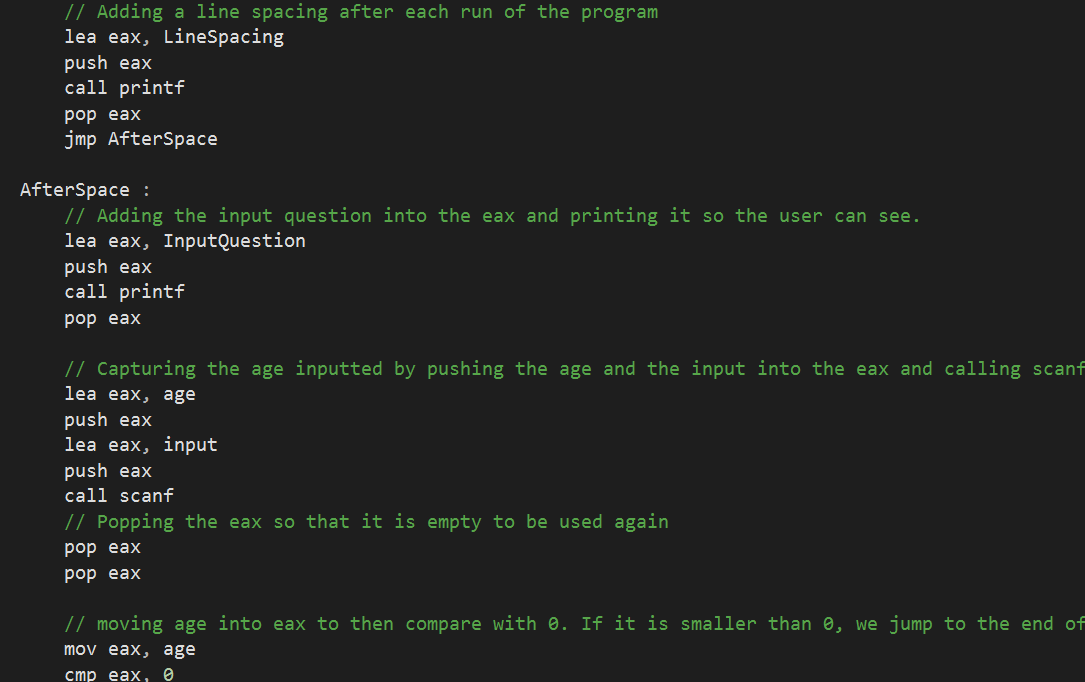 // Adding a line spacing after each run of the program
lea eax, LineSpacing
push eax
call printf
pop eax
jmp AfterSpace
AfterSpace :
// Adding the input question into the eax and printing it so the user can see.
lea eax, InputQuestion
push eax
call printf
pop eax
// Capturing the age inputted by pushing the age and the input into the eax and calling scanf
lea eax, age
push eax
lea eax, input
push eax
call scanf
// Popping the eax so that it is empty to be used again
pop eax
pop eax
// moving age into eax to then compare with 0. If it is smaller than 0, we jump to the end of
mov eax, age
cmp eax, 0